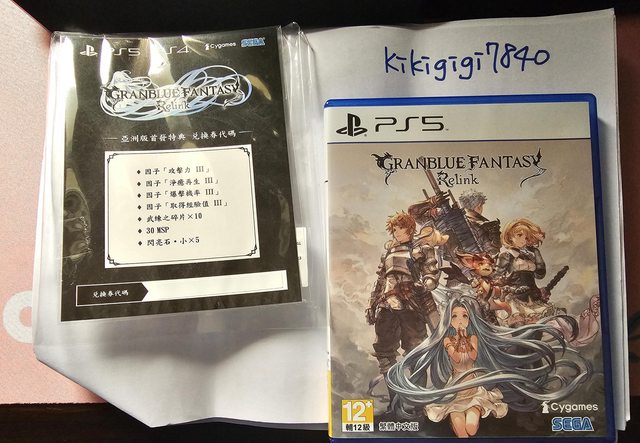 PS5 PS4 Cygames SEGA
GRANBLUE FANTASY
Relink
亞洲版首發特典 兌換券代碼
◆ 因子「攻擊力 III」
◆ 因子「淨癒再生 III」
◆ 因子「爆擊機率 III」
◆ 因子「取得經驗值 III」
◆ 武練之碎片×10
◆ 30 MSP
◆ 閃亮石・小×5
兌換券代碼
kikigigi7840
PS5
GRANBLUE FANTASY
Relink
12+
輔12級
繁體中文版
Cygames
SEGA